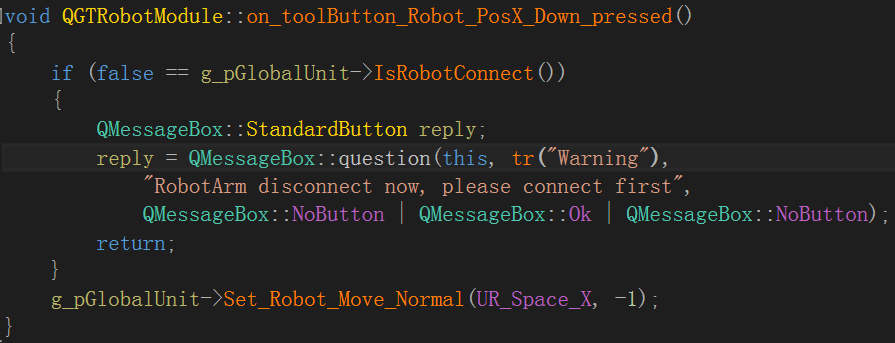 void QGTRobotModule::on_toolButton_Robot_PosX_Down_pressed()
{
if (false == g_pGlobalUnit->IsRobotConnect())
{
QMessageBox::StandardButton reply;
reply = QMessageBox::question(this, tr("Warning"),
"RobotArm disconnect now, please connect first",
QMessageBox::NoButton | QMessageBox::Ok | QMessageBox::NoButton);
return;
}
g_pGlobalUnit->Set_Robot_Move_Normal(UR_Space_X, -1);
}